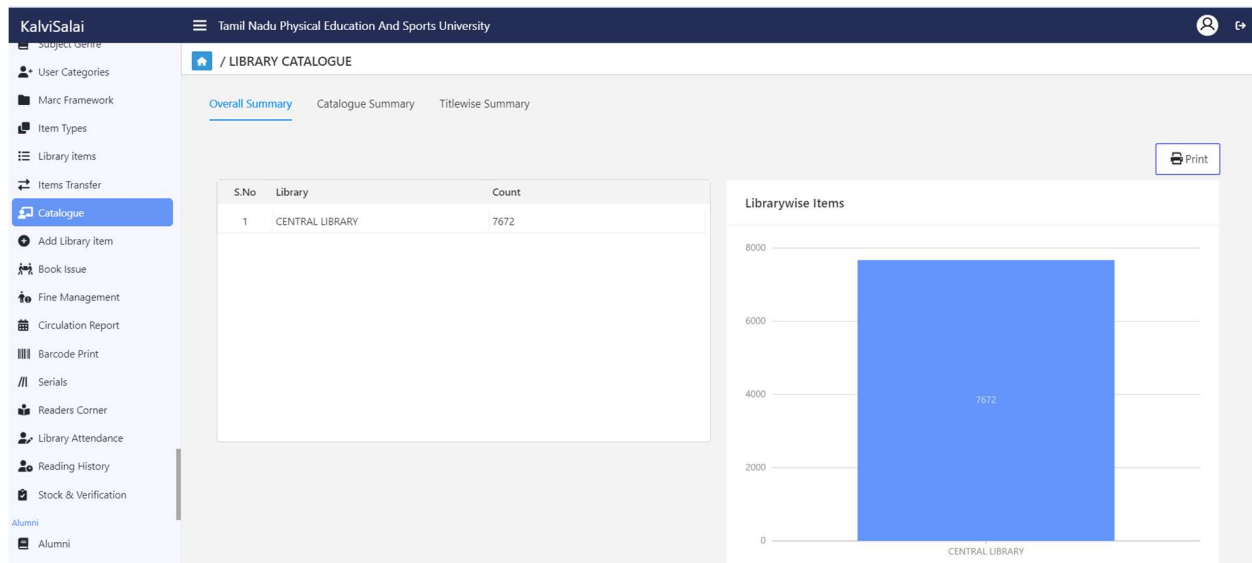 KalviSalai
Tamil Nadu Physical Education And Sports University
Subject Genre
User Categories
Marc Framework
Item Types
Library items
Items Transfer
Catalogue
Add Library item
Book Issue
Fine Management
Circulation Report
Barcode Print
Serials
Readers Corner
Library Attendance
Reading History
Stock & Verification
Alumni
Alumni
/ LIBRARY CATALOGUE
Overall Summary Catalogue Summary Titlewise Summary
Print
S.No Library Count
1 CENTRAL LIBRARY 7672
Librarywise Items
8000
6000
4000
7672
2000
0
CENTRAL LIBRARY